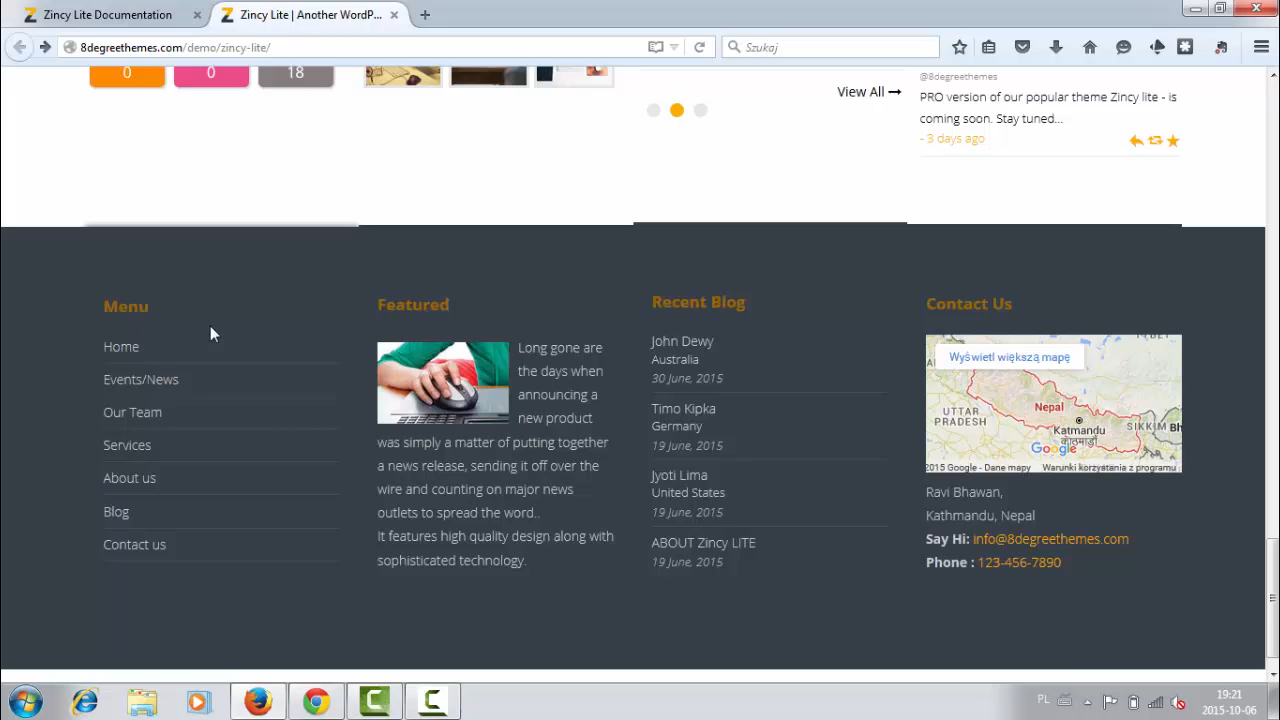 Zincy Lite Documentation
Zincy Lite | Another WordP...
8degreethemes.com/demo/zincy-lite/
Szukaj
0
0
18
View All
@8degreethemes
PRO version of our popular theme Zincy lite - is
coming soon. Stay tuned...
- 3 days ago
Menu
Home
Events/News
Our Team
Services
About us
Blog
Contact us
Featured
Long gone are
the days when
announcing a
new product
was simply a matter of putting together
a news release, sending it off over the
wire and counting on major news
outlets to spread the word..
It features high quality design along with
sophisticated technology.
Recent Blog
John Dewy
Australia
30 June, 2015
Timo Kipka
Germany
19 June, 2015
Jyoti Lima
United States
19 June, 2015
ABOUT Zincy LITE
19 June, 2015
Contact Us
Wyświetl większą mapę
Nepal
UTTAR
PRADESH
Katmandu
काठमाडौं
SIKKIM
Bh
Google
2015 Google - Dane mapy
Warunki korzystania z programu
Ravi Bhawan,
Kathmandu, Nepal
Say Hi: info@8degreethemes.com
Phone : 123-456-7890
PL
19:21
2015-10-06